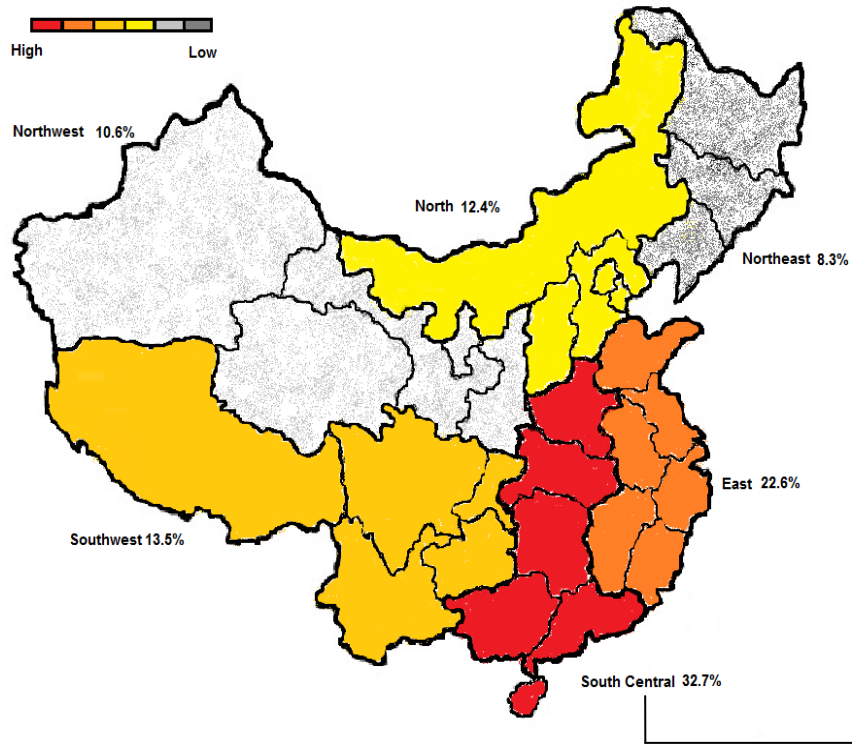 High
Low
Northwest 10.6%
North 12.4%
Northeast 8.3%
East 22.6%
Southwest 13.5%
South Central 32.7%